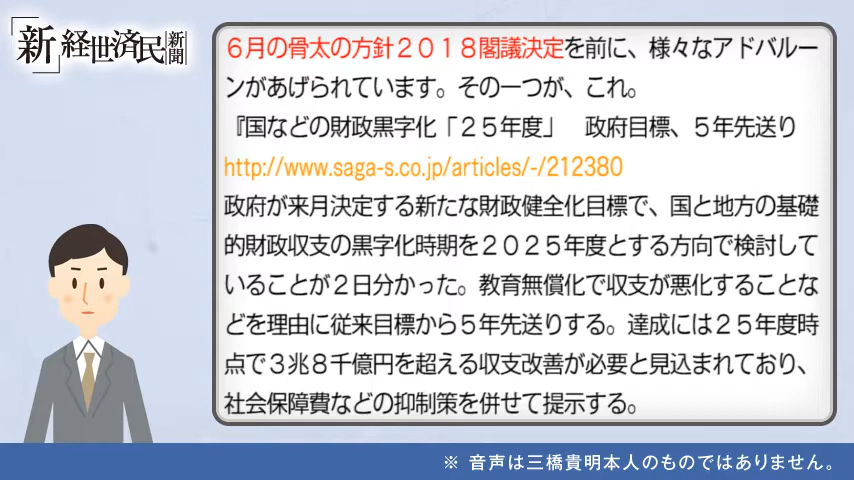 「新」経世済民新聞
６月の骨太の方針２０１８閣議決定を前に、様々なアドバルー
ンがあげられています。その一つが、これ。
『国などの財政黒字化「２５年度」　政府目標、５年先送り
http://www.saga-s.co.jp/articles/-/212380
政府が来月決定する新たな財政健全化目標で、国と地方の基礎
的財政収支の黒字化時期を２０２５年度とする方向で検討して
いることが２日分かった。教育無償化で収支が悪化することな
どを理由に従来目標から５年先送りする。達成には２５年度時
点で３兆８千億円を超える収支改善が必要と見込まれており、
社会保障費などの抑制策を併せて提示する。
※ 音声は三橋貴明本人のものではありません。